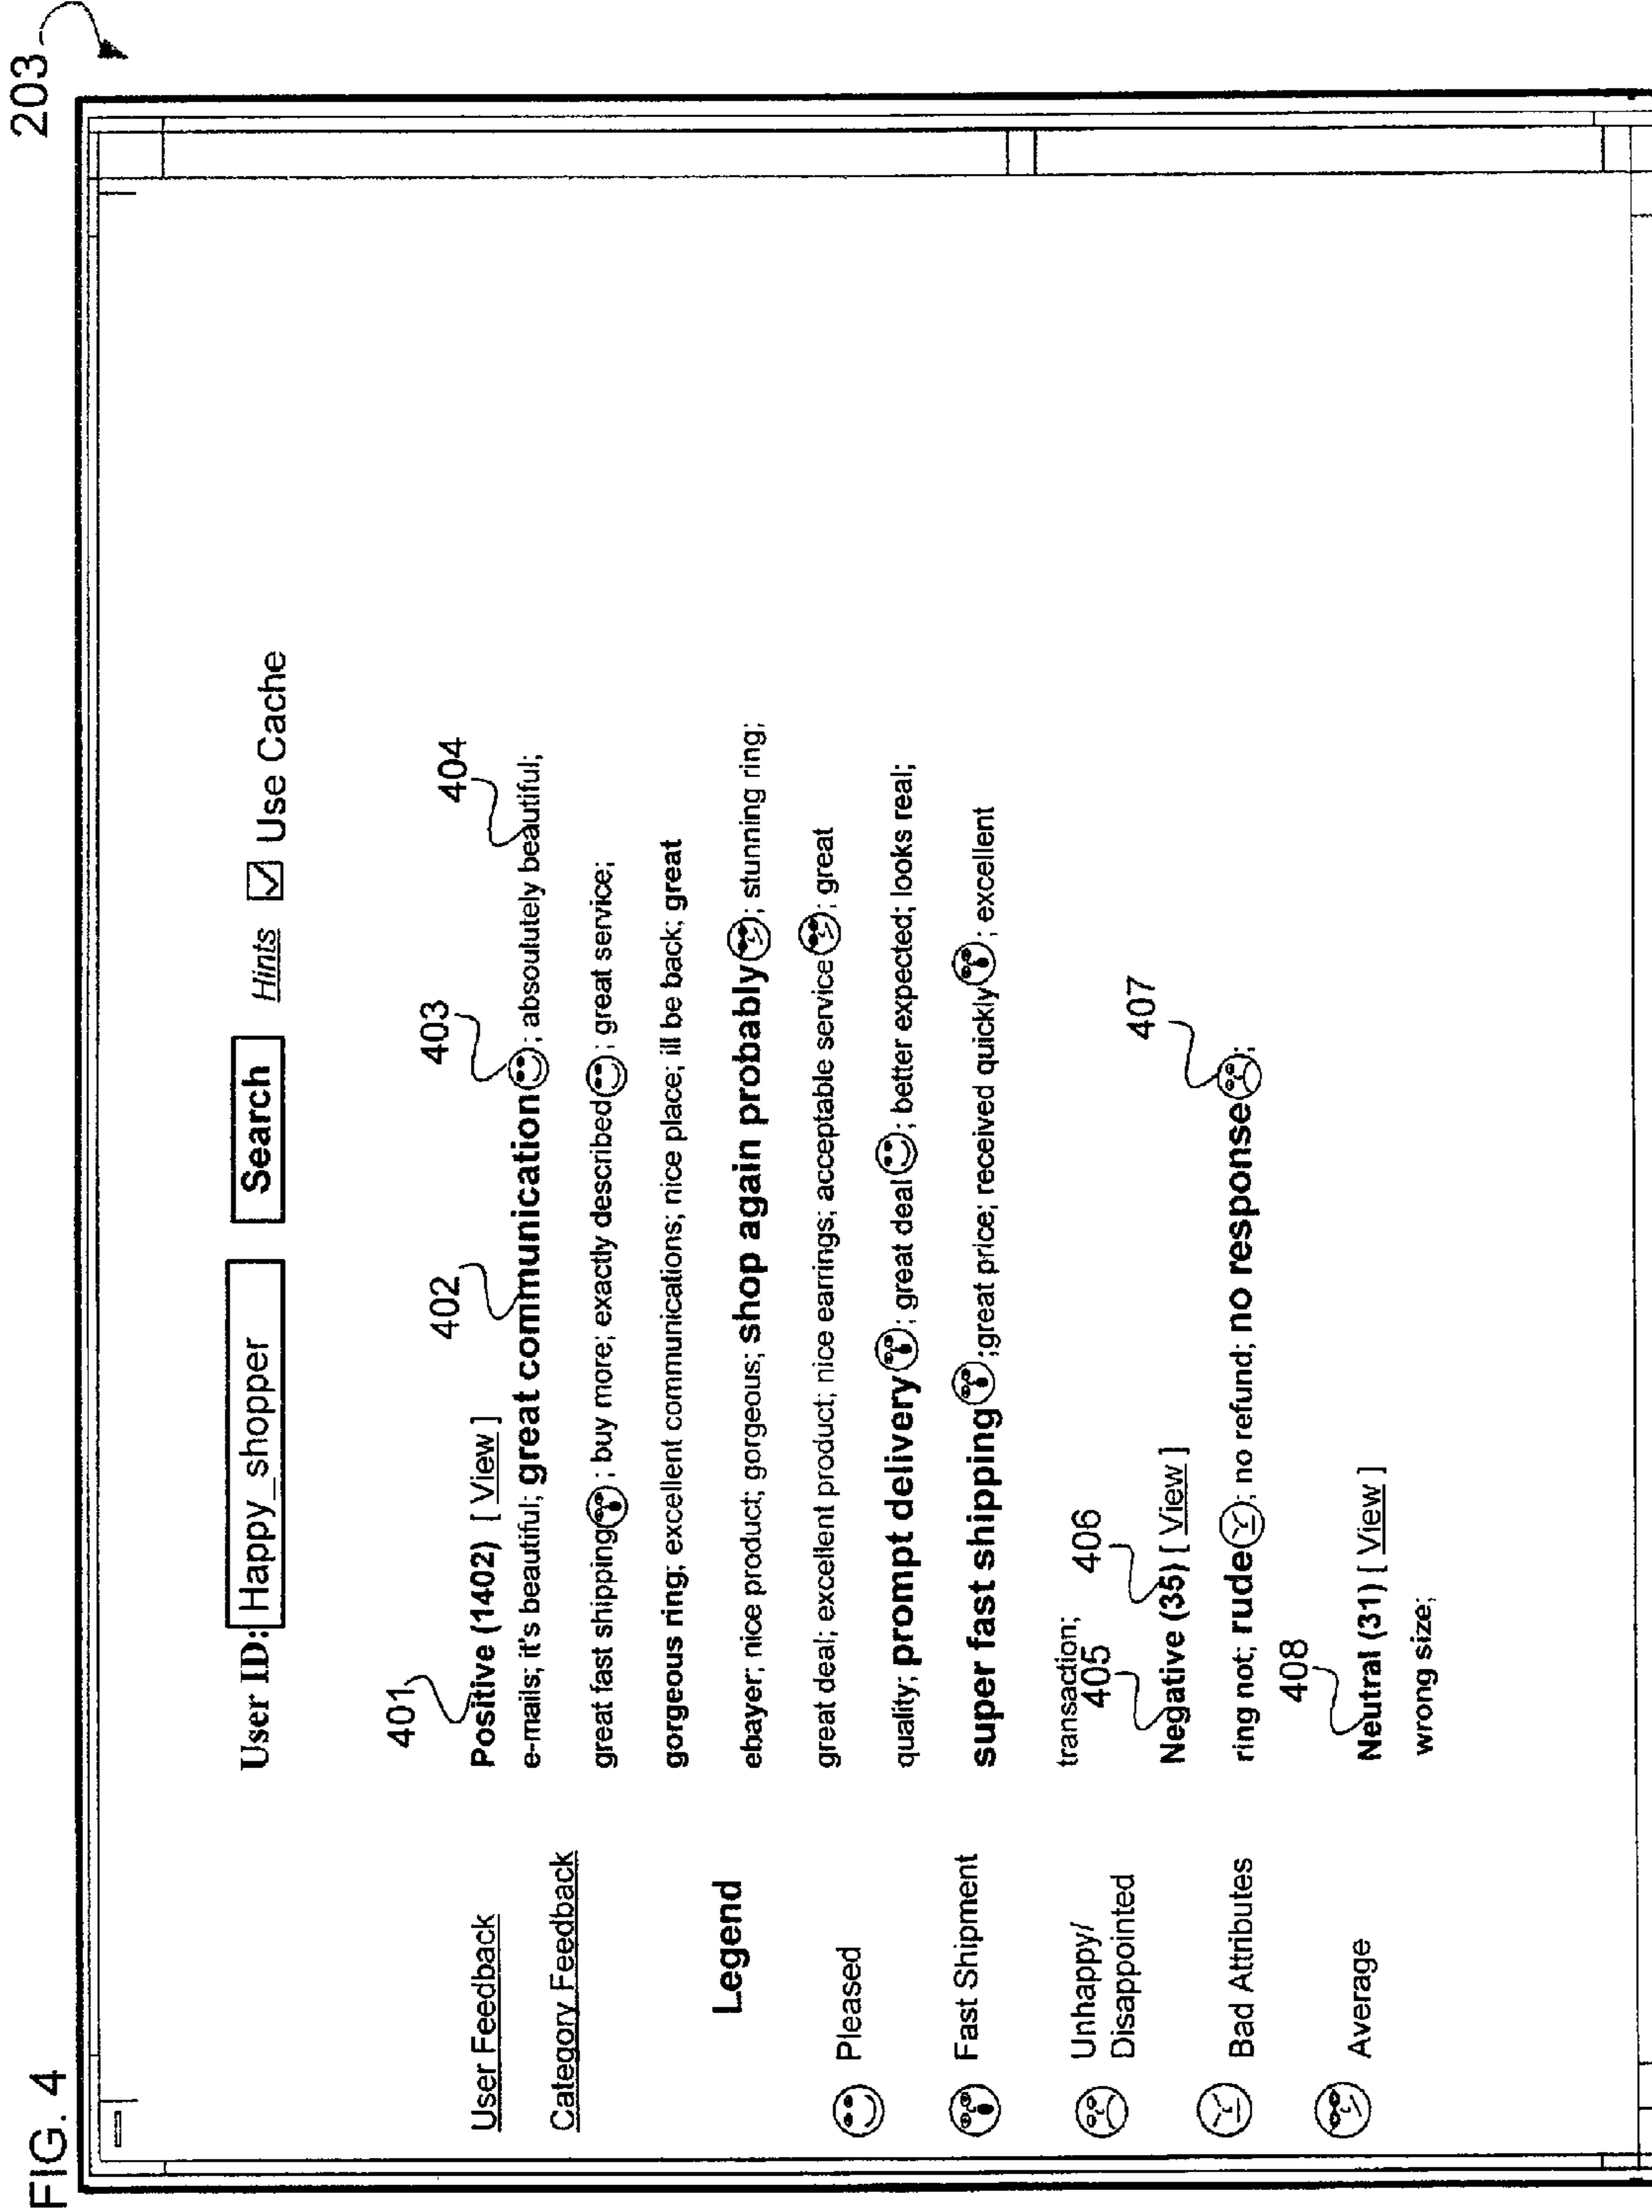 FIG. 4
203
User ID: Happy_shopper Search Hints Use Cache
User Feedback
Category Feedback
Legend
Pleased
Fast Shipment
Unhappy/
Disappointed
Bad Attributes
Average
401
Positive (1402) [ View ]
402
403
404
e-mails; it's beautiful; great communication; absoututely beautiful;
great fast shipping; buy more; exactly described; great service;
gorgeous ring; excellent communications; nice place; ill be back; great
ebayer; nice product; gorgeous; shop again probably; stunning ring;
great deal; excellent product; nice earrings; acceptable service; great
quality; prompt delivery; great deal; better expected; looks real;
super fast shipping;great price; received quickly; excellent
transaction;
405
406
Negative (35) [ View ]
407
ring not; rude; no refund; no response;
408
Neutral (31) [ View ]
wrong size;